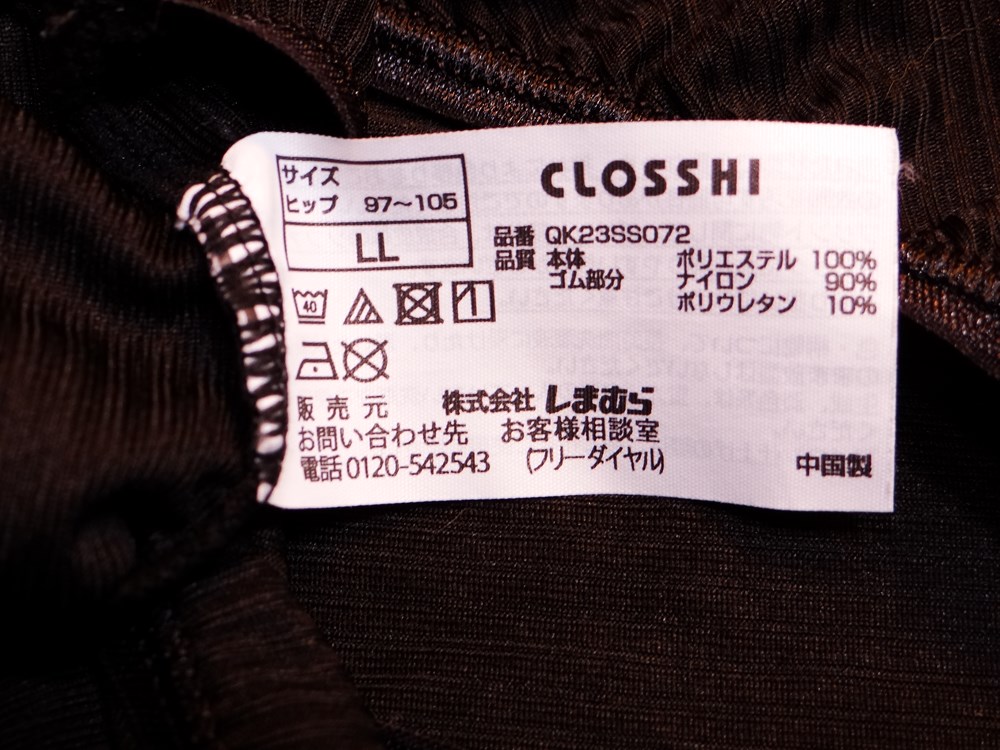 サイズ
ヒップ 97～105
LL
CLOSSHI
品番 QK23SS072
品質 本体 ポリエステル 100%
ゴム部分 ナイロン 90%
ポリウレタン 10%
40
販売元 株式会社 しまむら
お問い合わせ先 お客様相談室
電話 0120-542543 (フリーダイヤル)
中国製